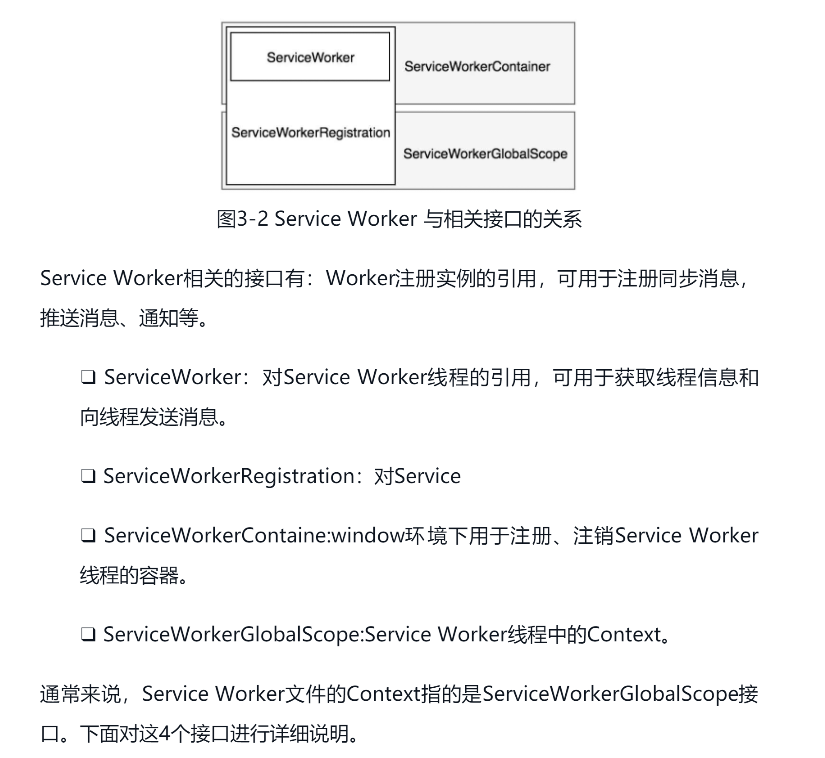 ServiceWorker
ServiceWorkerContainer
ServiceWorkerRegistration
ServiceWorkerGlobalScope
图3-2 Service Worker 与相关接口的关系
Service Worker相关的接口有：Worker注册实例的引用，可用于注册同步消息，
推送消息、通知等。
❏ ServiceWorker：对Service Worker线程的引用，可用于获取线程信息和
向线程发送消息。
❏ ServiceWorkerRegistration：对Service
❏ ServiceWorkerContaine:window环境下用于注册、注销Service Worker
线程的容器。
❏ ServiceWorkerGlobalScope:Service Worker线程中的Context。
通常来说，Service Worker文件的Context指的是ServiceWorkerGlobalScope接
口。下面对这4个接口进行详细说明。